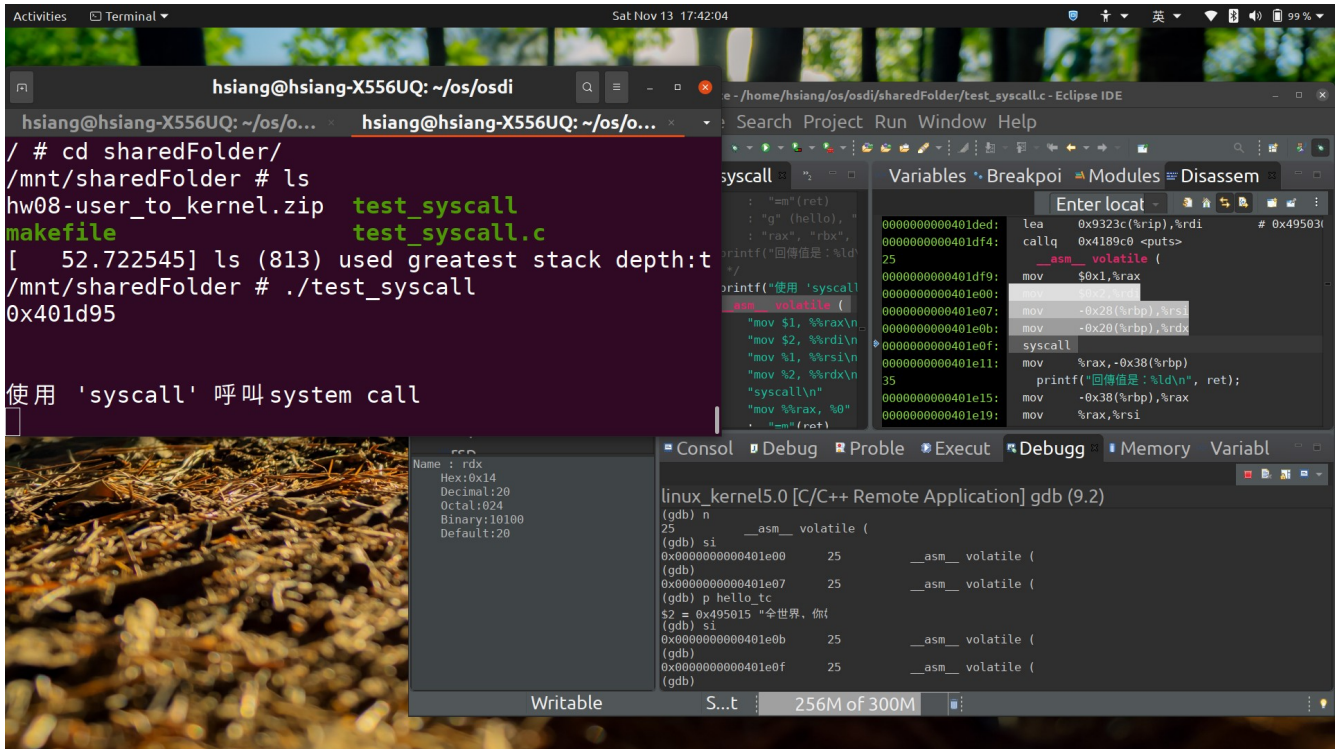 Activities Terminal Sat Nov 13 17:42:04 英 99 %
hsiang@hsiang-X556UQ: ~/os/osdi
hsiang@hsiang-X556UQ: ~/os/o... hsiang@hsiang-X556UQ: ~/os/o...
/ # cd sharedFolder/
/mnt/sharedFolder # ls
hw08-user_to_kernel.zip test_syscall
makefile test_syscall.c
[ 52.722545] ls (813) used greatest stack depth:t
/mnt/sharedFolder # ./test_syscall
0x401d95
使用 'syscall' 呼叫system call
- /home/hsiang/os/osdi/sharedFolder/test_syscall.c - Eclipse IDE
Search Project Run Window Help
syscall
: "=m"(ret)
: "g" (hello), "
: "rax", "rbx",
printf("回傳值是：%ld\
*/
printf("使用 'syscall
__asm__ volatile (
"mov $1, %%rax\n
"mov $2, %%rdi\n
"mov %1, %%rsi\n
"mov %2, %%rdx\n
"syscall\n"
"mov %%rax, %0"
: "=m"(ret)
Variables Breakpoi Modules Disassem
Enter locat
0000000000401ded: lea 0x9323c(%rip),%rdi # 0x49503
0000000000401df4: callq 0x4189c0 <puts>
25 __asm__ volatile (
0000000000401df9: mov $0x1,%rax
0000000000401e00: mov $0x2,%rdi
0000000000401e07: mov -0x28(%rbp),%rsi
0000000000401e0b: mov -0x20(%rbp),%rdx
0000000000401e0f: syscall
0000000000401e11: mov %rax,-0x38(%rbp)
35 printf("回傳值是：%ld\n", ret);
0000000000401e15: mov -0x38(%rbp),%rax
0000000000401e19: mov %rax,%rsi
Name : rdx
Hex:0x14
Decimal:20
Octal:024
Binary:10100
Default:20
Consol Debug Proble Execut Debugg Memory Variabl
linux_kernel5.0 [C/C++ Remote Application] gdb (9.2)
(gdb) n
25 __asm__ volatile (
(gdb) si
0x0000000000401e00 25 __asm__ volatile (
(gdb)
0x0000000000401e07 25 __asm__ volatile (
(gdb) p hello_tc
$2 = 0x495015 "全世界，你
(gdb) si
0x0000000000401e0b 25 __asm__ volatile (
(gdb)
0x0000000000401e0f 25 __asm__ volatile (
(gdb)
Writable S...t 256M of 300M